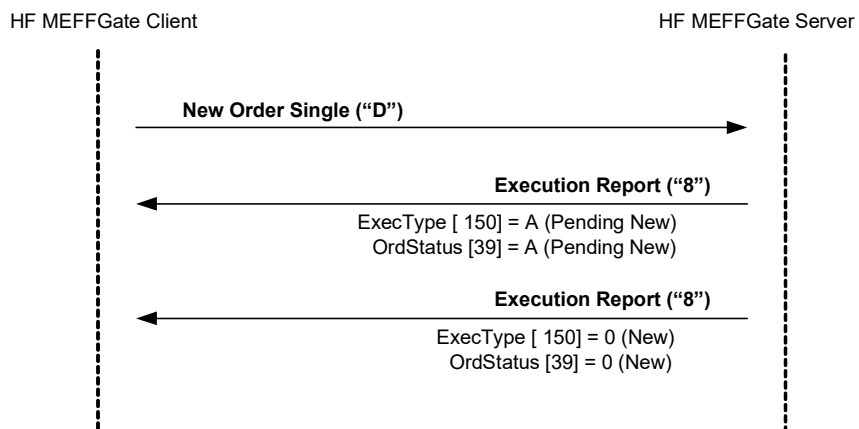 HF MEFFGate Client
HF MEFFGate Server
New Order Single (“D”)
Execution Report (“8”)
ExecType [ 150] = A (Pending New)
OrdStatus [39] = A (Pending New)
Execution Report (“8”)
ExecType [ 150] = 0 (New)
OrdStatus [39] = 0 (New)